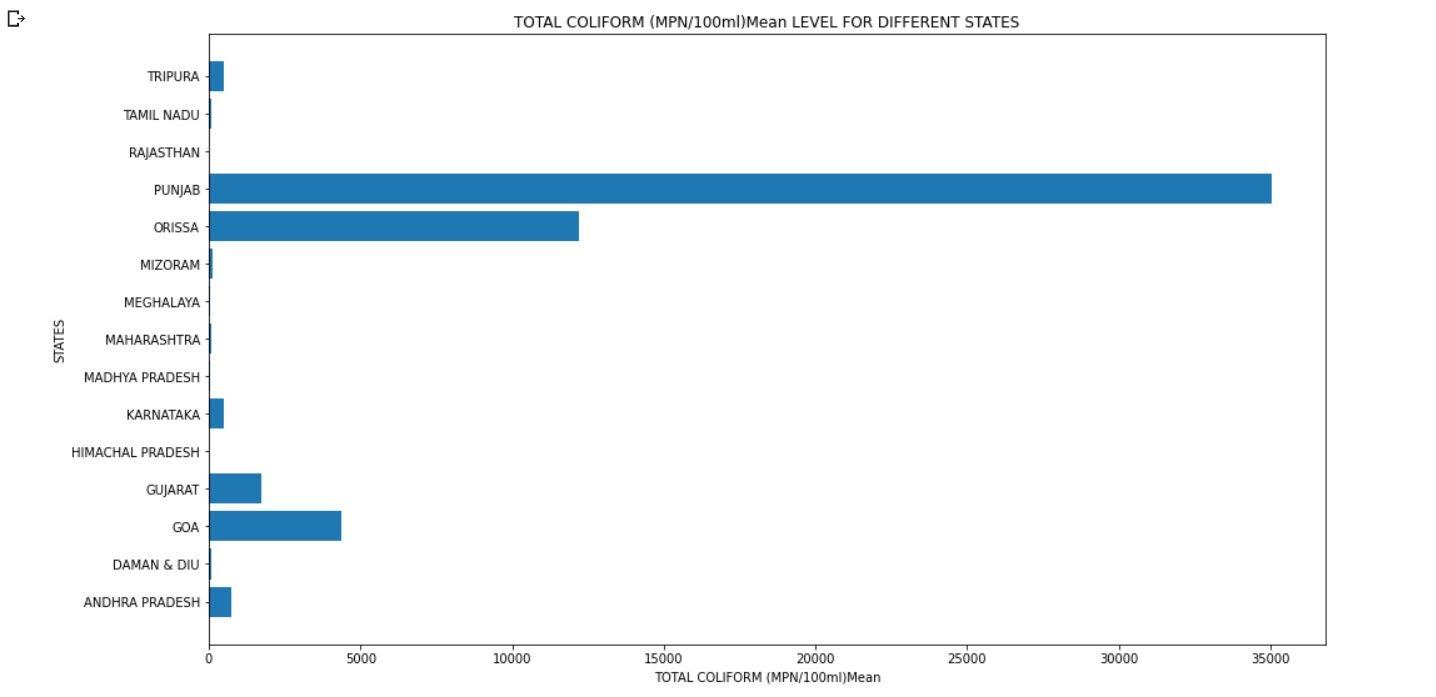 TOTAL COLIFORM (MPN/100ml)Mean LEVEL FOR DIFFERENT STATES
TRIPURA
TAMIL NADU
RAJASTHAN
PUNJAB
ORISSA
MIZORAM
MEGHALAYA
MAHARASHTRA
MADHYA PRADESH
KARNATAKA
HIMACHAL PRADESH
GUJARAT
GOA
DAMAN & DIU
ANDHRA PRADESH
STATES
0 5000 10000 15000 20000 25000 30000 35000
TOTAL COLIFORM (MPN/100ml)Mean